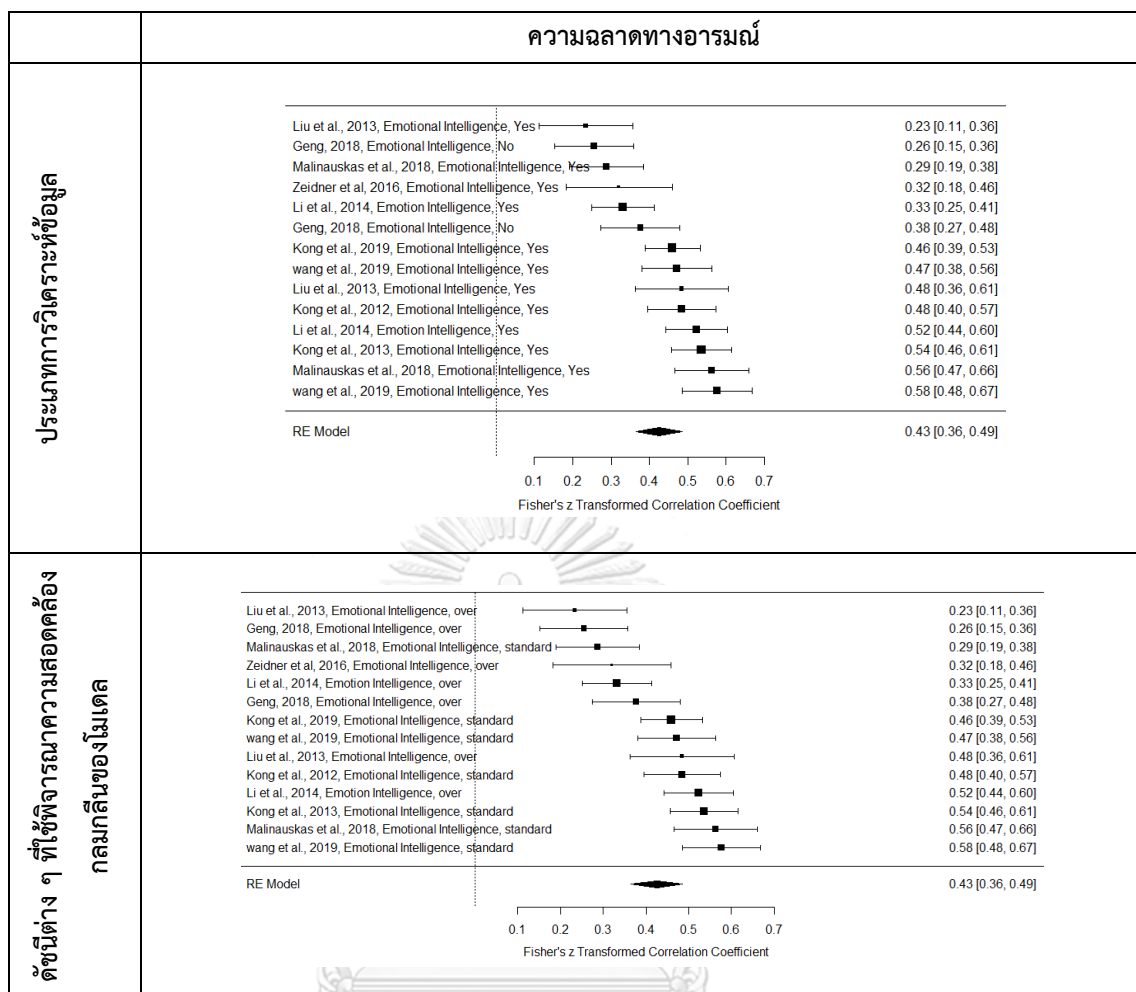 ความฉลาดทางอารมณ์
ประเภทการวิเคราะห์ข้อมูล
Liu et al., 2013, Emotional Intelligence, Yes 0.23 [0.11, 0.36]
Geng, 2018, Emotional Intelligence, No 0.26 [0.15, 0.36]
Malinauskas et al., 2018, Emotional Intelligence, Yes 0.29 [0.19, 0.38]
Zeidner et al, 2016, Emotional Intelligence, Yes 0.32 [0.18, 0.46]
Li et al., 2014, Emotion Intelligence, Yes 0.33 [0.25, 0.41]
Geng, 2018, Emotional Intelligence, No 0.38 [0.27, 0.48]
Kong et al., 2019, Emotional Intelligence, Yes 0.46 [0.39, 0.53]
wang et al., 2019, Emotional Intelligence, Yes 0.47 [0.38, 0.56]
Liu et al., 2013, Emotional Intelligence, Yes 0.48 [0.36, 0.61]
Kong et al., 2012, Emotional Intelligence, Yes 0.48 [0.40, 0.57]
Li et al., 2014, Emotion Intelligence, Yes 0.52 [0.44, 0.60]
Kong et al., 2013, Emotional Intelligence, Yes 0.54 [0.46, 0.61]
Malinauskas et al., 2018, Emotional Intelligence, Yes 0.56 [0.47, 0.66]
wang et al., 2019, Emotional Intelligence, Yes 0.58 [0.48, 0.67]
RE Model 0.43 [0.36, 0.49]
0.1 0.2 0.3 0.4 0.5 0.6 0.7
Fisher's z Transformed Correlation Coefficient
ดัชนีต่าง ๆ ที่ใช้พิจารณาความสอดคล้อง
กลมกลืนของโมเดล
Liu et al., 2013, Emotional Intelligence, over 0.23 [0.11, 0.36]
Geng, 2018, Emotional Intelligence, over 0.26 [0.15, 0.36]
Malinauskas et al., 2018, Emotional Intelligence, standard 0.29 [0.19, 0.38]
Zeidner et al, 2016, Emotional Intelligence, over 0.32 [0.18, 0.46]
Li et al., 2014, Emotion Intelligence, over 0.33 [0.25, 0.41]
Geng, 2018, Emotional Intelligence, over 0.38 [0.27, 0.48]
Kong et al., 2019, Emotional Intelligence, standard 0.46 [0.39, 0.53]
wang et al., 2019, Emotional Intelligence, standard 0.47 [0.38, 0.56]
Liu et al., 2013, Emotional Intelligence, over 0.48 [0.36, 0.61]
Kong et al., 2012, Emotional Intelligence, standard 0.48 [0.40, 0.57]
Li et al., 2014, Emotion Intelligence, over 0.52 [0.44, 0.60]
Kong et al., 2013, Emotional Intelligence, standard 0.54 [0.46, 0.61]
Malinauskas et al., 2018, Emotional Intelligence, standard 0.56 [0.47, 0.66]
wang et al., 2019, Emotional Intelligence, standard 0.58 [0.48, 0.67]
RE Model 0.43 [0.36, 0.49]
0.1 0.2 0.3 0.4 0.5 0.6 0.7
Fisher's z Transformed Correlation Coefficient